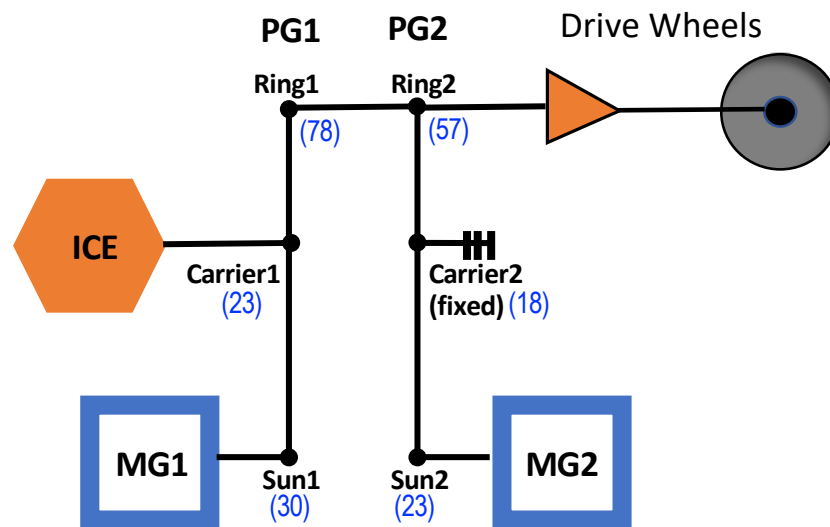 PG1 PG2 Drive Wheels
Ring1 Ring2
(78) (57)
ICE
Carrier1 Carrier2
(23) (fixed) (18)
MG1 MG2
Sun1 Sun2
(30) (23)